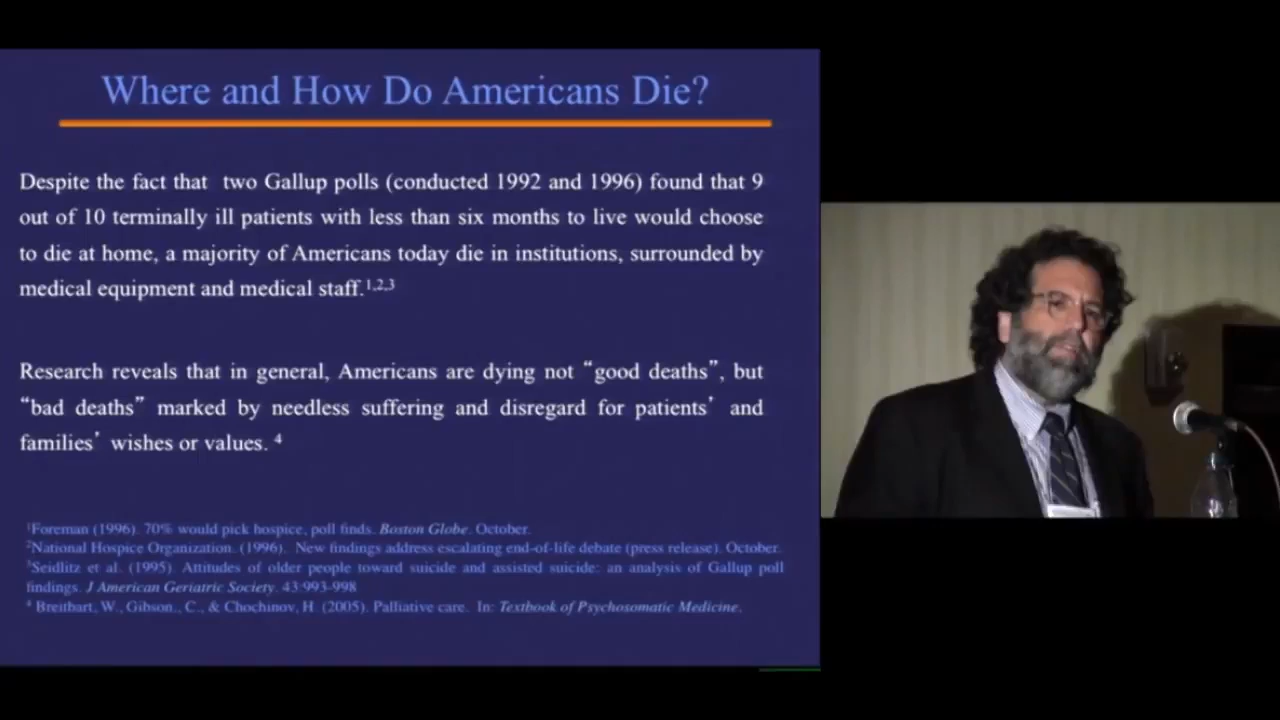 Where and How Do Americans Die?
Despite the fact that two Gallup polls (conducted 1992 and 1996) found that 9
out of 10 terminally ill patients with less than six months to live would choose
to die at home, a majority of Americans today die in institutions, surrounded by
medical equipment and medical staff.1,2,3
Research reveals that in general, Americans are dying not “good deaths”, but
“bad deaths” marked by needless suffering and disregard for patients’ and
families’ wishes or values. 4
1Foreman (1996). 70% would pick hospice, poll finds. Boston Globe. October.
2National Hospice Organization. (1996). New findings address escalating end-of-life debate (press release). October.
3Seidlitz et al. (1995). Attitudes of older people toward suicide and assisted suicide: an analysis of Gallup poll
findings. J American Geriatric Society. 43:993-998
4 Breitbart, W., Gibson., C., & Chochinov, H. (2005). Palliative care. In: Textbook of Psychosomatic Medicine.